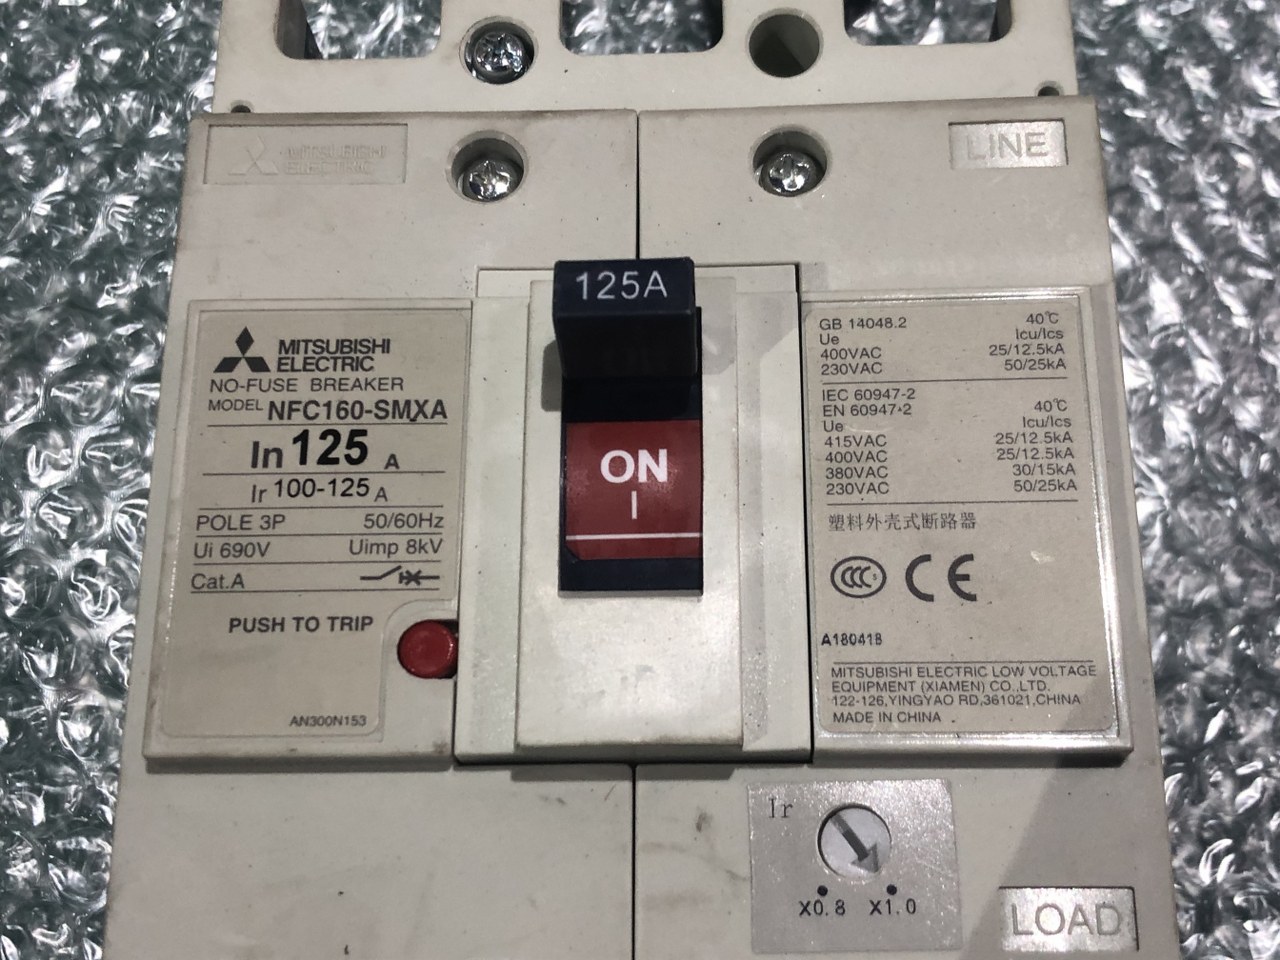 MITSUBISHI
ELECTRIC
LINE
125A
MITSUBISHI
ELECTRIC
NO-FUSE BREAKER
MODEL NFC160-SMXA
In 125 A
Ir 100-125 A
POLE 3P 50/60Hz
Ui 690V Uimp 8kV
Cat.A
PUSH TO TRIP
AN300N153
ON
I
GB 14048.2 40℃
Ue Icu/Ics
400VAC 25/12.5kA
230VAC 50/25kA
IEC 60947-2
EN 60947-2 40℃
Ue Icu/Ics
415VAC 25/12.5kA
400VAC 25/12.5kA
380VAC 30/15kA
230VAC 50/25kA
塑料外壳式断路器
CCC S CE
A180418
MITSUBISHI ELECTRIC LOW VOLTAGE
EQUIPMENT (XIAMEN) CO.,LTD.
122-126,YINGYAO RD,361021,CHINA
MADE IN CHINA
Ir
X0.8 X1.0
LOAD